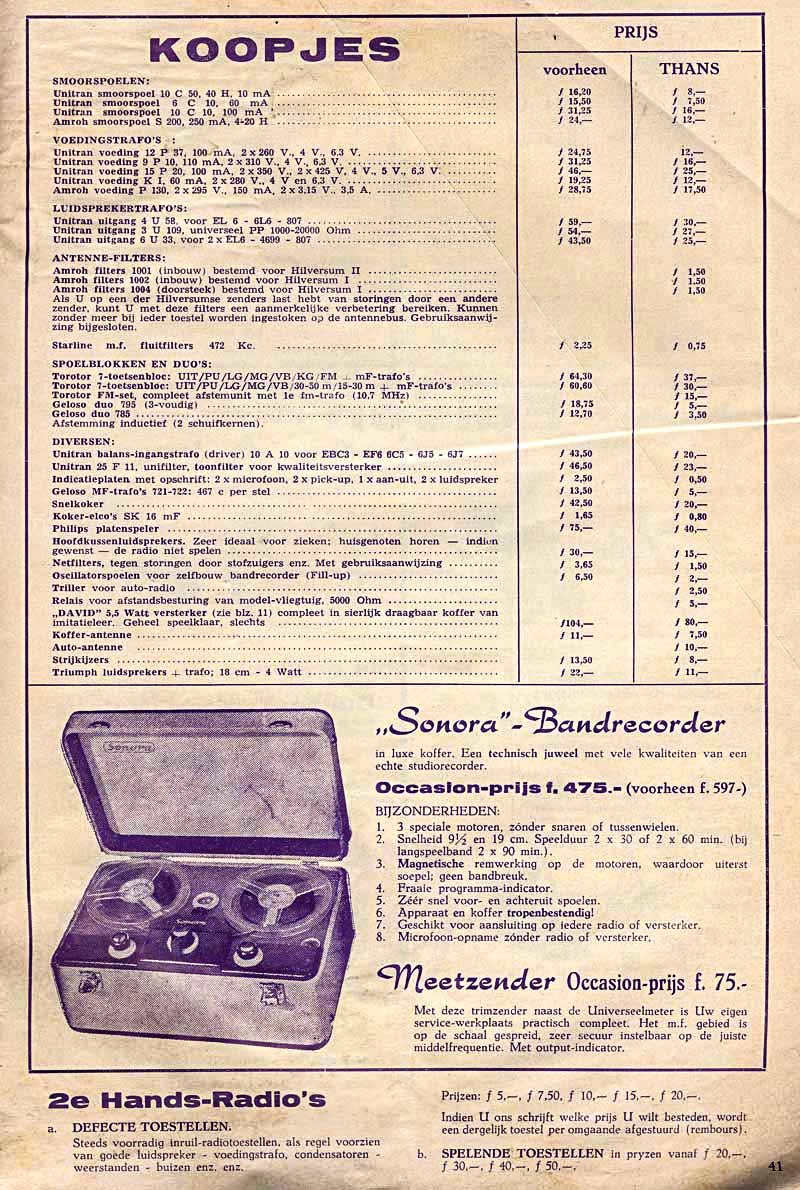 KOOPJES
PRIJS
voorheen THANS
SMOORSPOELEN:
Unitran smoorspoel 10 C 50, 40 H, 10 mA ƒ 16,20 ƒ 8,—
Unitran smoorspoel 6 C 10, 60 mA ƒ 15,50 ƒ 7,50
Unitran smoorspoel 10 C 10, 100 mA ƒ 31,25 ƒ 16,—
Amroh smoorspoel S 200, 250 mA, 4-20 H ƒ 24,— ƒ 12,—
VOEDINGSTRAFO'S :
Unitran voeding 12 P 37, 100 mA, 2 x 260 V., 4 V., 6,3 V. ƒ 24,75 12,—
Unitran voeding 9 P 10, 110 mA, 2 x 310 V., 4 V., 6,3 V. ƒ 31,25 ƒ 16,—
Unitran voeding 15 P 20, 100 mA, 2 x 350 V., 2 x 425 V, 4 V., 5 V., 6,3 V. ƒ 46,— ƒ 25,—
Unitran voeding K I, 60 mA, 2 x 280 V., 4 V en 6,3 V. ƒ 19,25 ƒ 12,—
Amroh voeding P 130, 2 x 295 V., 150 mA, 2 x 3.15 V., 3,5 A. ƒ 28,75 ƒ 17,50
LUIDSPREKERTRAFO'S:
Unitran uitgang 4 U 58, voor EL 6 - 6L6 - 807 ƒ 59,— ƒ 30,—
Unitran uitgang 3 U 109, universeel PP 1000-20000 Ohm ƒ 54,— ƒ 27,—
Unitran uitgang 6 U 33, voor 2 x EL6 - 4699 - 807 ƒ 43,50 ƒ 25,—
ANTENNE-FILTERS:
Amroh filters 1001 (inbouw) bestemd voor Hilversum II ƒ 1,50
Amroh filters 1002 (inbouw) bestemd voor Hilversum I ƒ 1.50
Amroh filters 1004 (doorsteek) bestemd voor Hilversum I ƒ 1,50
Als U op een der Hilversumse zenders last hebt van storingen door een andere
zender, kunt U met deze filters een aanmerkelijke verbetering bereiken. Kunnen
zonder meer bij ieder toestel worden ingestoken op de antennebus. Gebruiksaanwij-
zing bijgesloten.
Starline m.f. fluitfilters 472 Kc. ƒ 2,25 ƒ 0,75
SPOELBLOKKEN EN DUO'S:
Torotor 7-toetsenbloc: UIT/PU/LG/MG/VB/KG/FM + mF-trafo's ƒ 64,30 ƒ 37,—
Torotor 7-toetsenbloc: UIT/PU/LG/MG/VB/30-50 m/15-30 m + mF-trafo's ƒ 60,60 ƒ 30,—
Torotor FM-set, compleet afstemunit met 1e fm-trafo (10,7 MHz) ƒ 15,—
Geloso duo 795 (3-voudig) ƒ 18,75 ƒ 5,—
Geloso duo 785 ƒ 12,70 ƒ 3,50
Afstemming inductief (2 schuifkernen).
DIVERSEN:
Unitran balans-ingangstrafo (driver) 10 A 10 voor EBC3 - EF6 6C5 - 6J5 - 6J7 ƒ 43,50 ƒ 20,—
Unitran 25 F 11, unifilter, toonfilter voor kwaliteitsversterker ƒ 46,50 ƒ 23,—
Indicatieplaten met opschrift: 2 x microfoon, 2 x pick-up, 1 x aan-uit, 2 x luidspreker ƒ 2,50 ƒ 0,50
Geloso MF-trafo's 721-722: 467 c per stel ƒ 13,50 ƒ 5,—
Snelkoker ƒ 42,50 ƒ 20,—
Koker-elco's SK 16 mF ƒ 1,65 ƒ 0,80
Philips platenspeler ƒ 75,— ƒ 40,—
Hoofdkussenluidsprekers. Zeer ideaal voor zieken; huisgenoten horen — indien
gewenst — de radio niet spelen ƒ 30,— ƒ 15,—
Netfilters, tegen storingen door stofzuigers enz. Met gebruiksaanwijzing ƒ 3,65 ƒ 1,50
Oscillatorspoelen voor zelfbouw bandrecorder (Fill-up) ƒ 6,50 ƒ 2,—
Triller voor auto-radio ƒ 2,50
Relais voor afstandsbesturing van model-vliegtuig, 5000 Ohm ƒ 5,—
„DAVID" 5,5 Watt versterker (zie blz. 11) compleet in sierlijk draagbaar koffer van
imitatieleer. Geheel speelklaar, slechts ƒ104,— ƒ 80,—
Koffer-antenne ƒ 11,— ƒ 7,50
Auto-antenne ƒ 10,—
Strijkijzers ƒ 13,50 ƒ 8,—
Triumph luidsprekers + trafo; 18 cm - 4 Watt ƒ 22,— ƒ 11,—
Sonora
Sonora
„Sonora"-Bandrecorder
in luxe koffer. Een technisch juweel met vele kwaliteiten van een
echte studiorecorder.
Occasion-prijs f. 475.- (voorheen f. 597-)
BIJZONDERHEDEN:
1. 3 speciale motoren, zónder snaren of tussenwielen.
2. Snelheid 9½ en 19 cm. Speelduur 2 x 30 of 2 x 60 min. (bij
langspeelband 2 x 90 min.).
3. Magnetische remwerking op de motoren, waardoor uiterst
soepel; geen bandbreuk.
4. Fraaie programma-indicator.
5. Zéér snel voor- en achteruit spoelen.
6. Apparaat en koffer tropenbestendig!
7. Geschikt voor aansluiting op iedere radio of versterker.
8. Microfoon-opname zónder radio of versterker.
Meetzender Occasion-prijs f. 75.-
Met deze trimzender naast de Universeelmeter is Uw eigen
service-werkplaats practisch compleet. Het m.f. gebied is
op de schaal gespreid, zeer secuur instelbaar op de juiste
middelfrequentie. Met output-indicator.
2e Hands-Radio's
a. DEFECTE TOESTELLEN.
Steeds voorradig inruil-radiotoestellen, als regel voorzien
van goede luidspreker - voedingstrafo, condensatoren -
weerstanden - buizen enz. enz.
Prijzen: ƒ 5,—, ƒ 7,50, ƒ 10,— ƒ 15,—, ƒ 20,—.
Indien U ons schrijft welke prijs U wilt besteden, wordt
een dergelijk toestel per omgaande afgestuurd (rembours).
b. SPELENDE TOESTELLEN in pryzen vanaf ƒ 20,—,
ƒ 30,—, ƒ 40,—, ƒ 50,—.
41